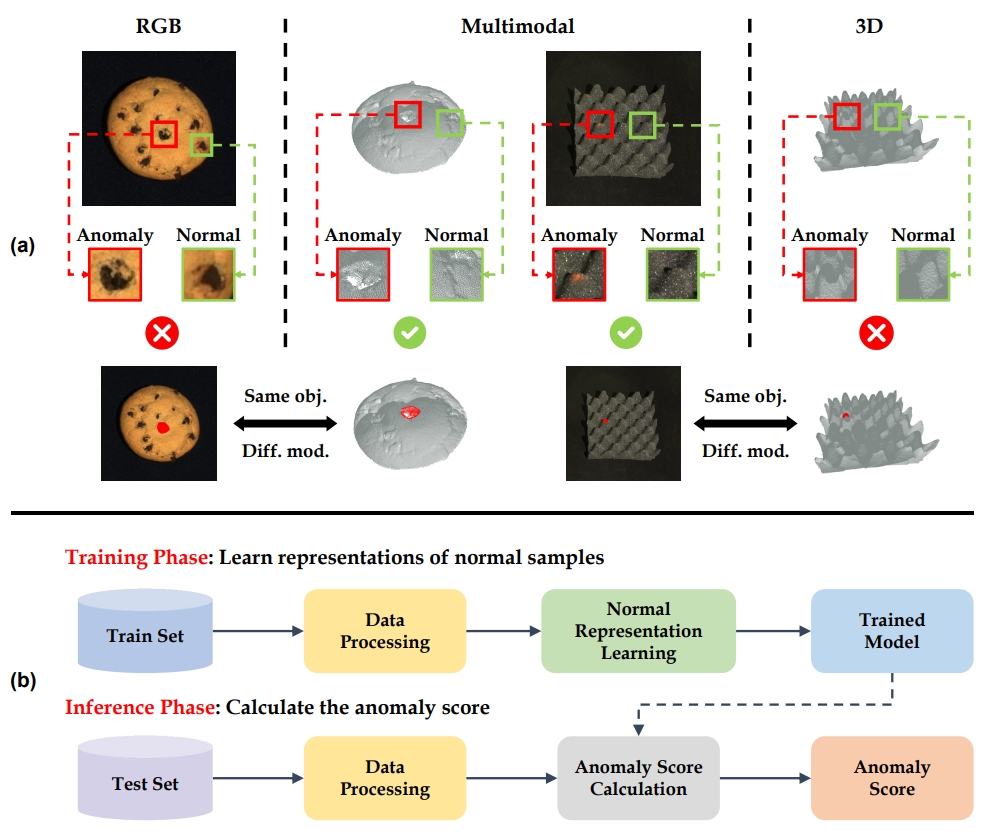 RGB
Multimodal
3D
(a)
Anomaly
Normal
Anomaly
Normal
Anomaly
Normal
Anomaly
Normal
Same obj.
Diff. mod.
Same obj.
Diff. mod.
Training Phase: Learn representations of normal samples
Train Set
Data
Processing
Normal
Representation
Learning
Trained
Model
(b)
Inference Phase: Calculate the anomaly score
Test Set
Data
Processing
Anomaly Score
Calculation
Anomaly
Score